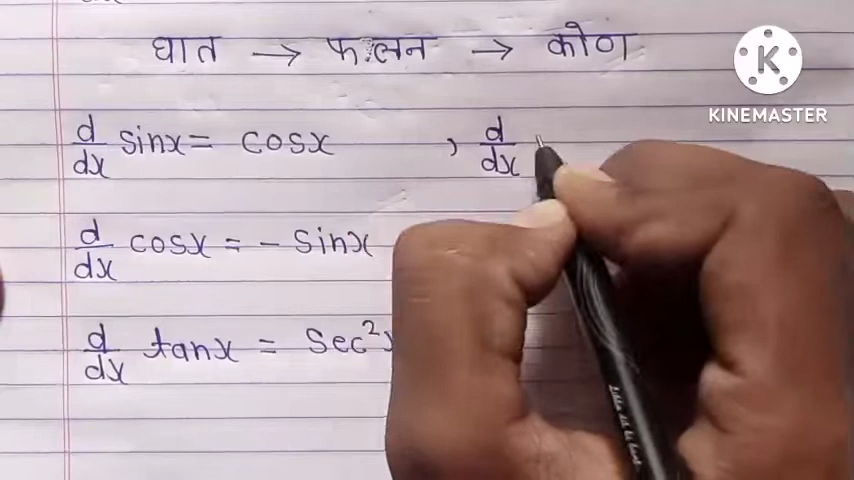 घात → फलन → कोण
KINEMASTER
d/dx sinx = cosx , d/dx
d/dx cosx = - sinx
d/dx tanx = Sec²x